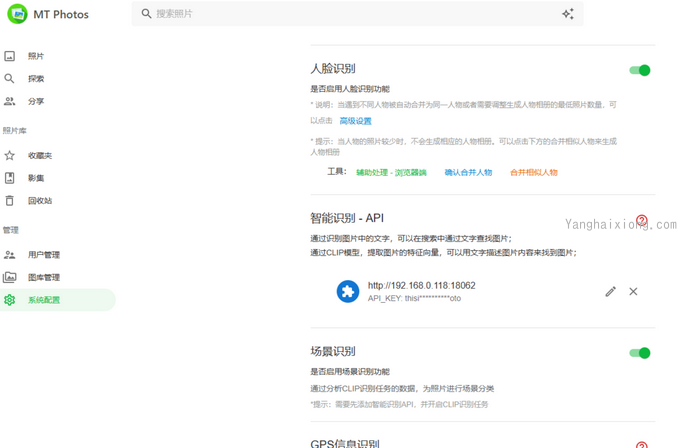 MT Photos
搜索照片
照片
探索
分享
照片库
收藏夹
影集
回收站
管理
用户管理
图库管理
系统配置
人脸识别
是否启用人脸识别功能
* 说明：当遇到不同人物被自动合并为同一人物或者需要调整生成人物相册的最低照片数量，可
以点击 高级设置
* 提示：当人物的照片较少时，不会生成相应的人物相册。可以点击下方的合并相似人物来生成
人物相册
工具： 辅助处理 - 浏览器端 确认合并人物 合并相似人物
智能识别 - API
Yanghaixiong.com
通过识别图片中的文字，可以在搜索中通过文字查找图片；
通过CLIP模型，提取图片的特征向量，可以用文字描述图片内容来找到图片；
http://192.168.0.118:18062
API_KEY: thisi**********oto
场景识别
是否启用场景识别功能
通过分析CLIP识别任务的数据，为照片进行场景分类
*提示：需要先添加智能识别API，并开启CLIP识别任务
GPS信息识别